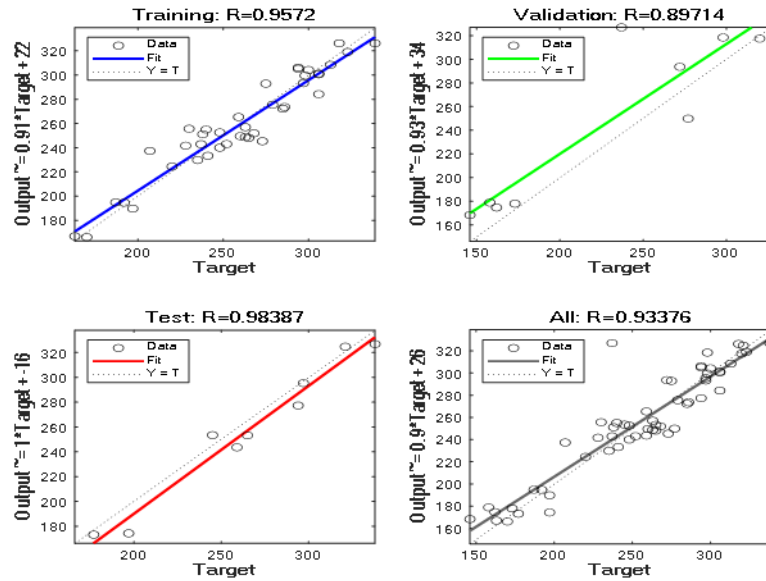 Training: R=0.9572
Output ~= 0.91*Target + 22
320
300
280
260
240
220
200
180
Data
Fit
Y = T
200
250
300
Target
Validation: R=0.89714
Output ~= 0.93*Target + 34
320
300
280
260
240
220
200
180
160
Data
Fit
Y = T
150
200
250
300
Target
Test: R=0.98387
Output ~= 1*Target + -16
320
300
280
260
240
220
200
180
Data
Fit
Y = T
200
250
300
Target
All: R=0.93376
Output ~= 0.9*Target + 26
320
300
280
260
240
220
200
180
160
Data
Fit
Y = T
150
200
250
300
Target